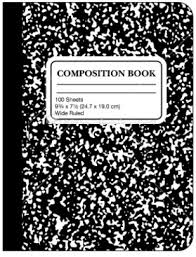 COMPOSITION BOOK
100 Sheets
9¾ x 7½ (24.7 x 19.0 cm)
Wide Ruled